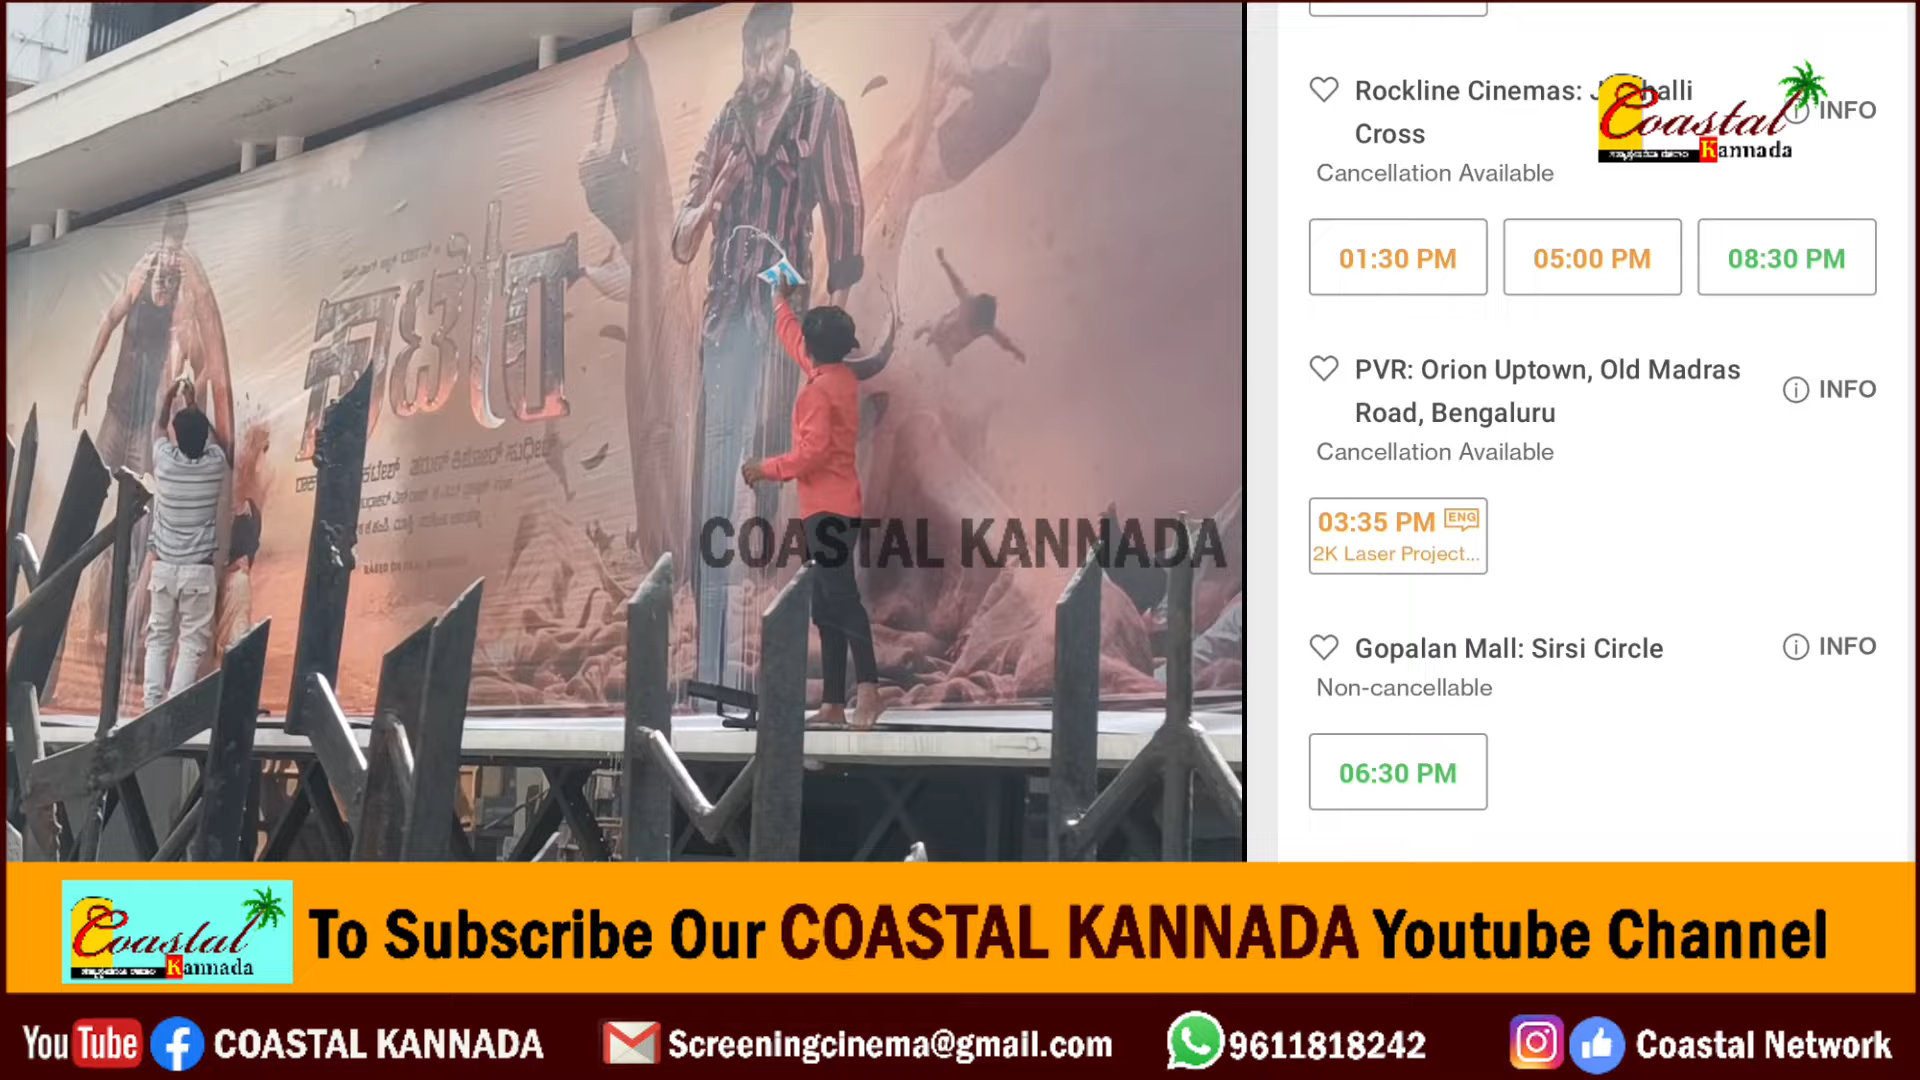 ಕಾಟೇರ
ತರುಣ್ ಕಿಶೋರ್ ಸುಧೀರ್
COASTAL KANNADA
Rockline Cinemas:
Cross
INFO
Cancellation Available
Coastal
Kannada
01:30 PM
05:00 PM
08:30 PM
PVR: Orion Uptown, Old Madras
Road, Bengaluru
INFO
Cancellation Available
03:35 PM ENG
2K Laser Project...
Gopalan Mall: Sirsi Circle
INFO
Non-cancellable
06:30 PM
Coastal
Kannada
To Subscribe Our COASTAL KANNADA Youtube Channel
YouTube COASTAL KANNADA Screeningcinema@gmail.com 9611818242 Coastal Network